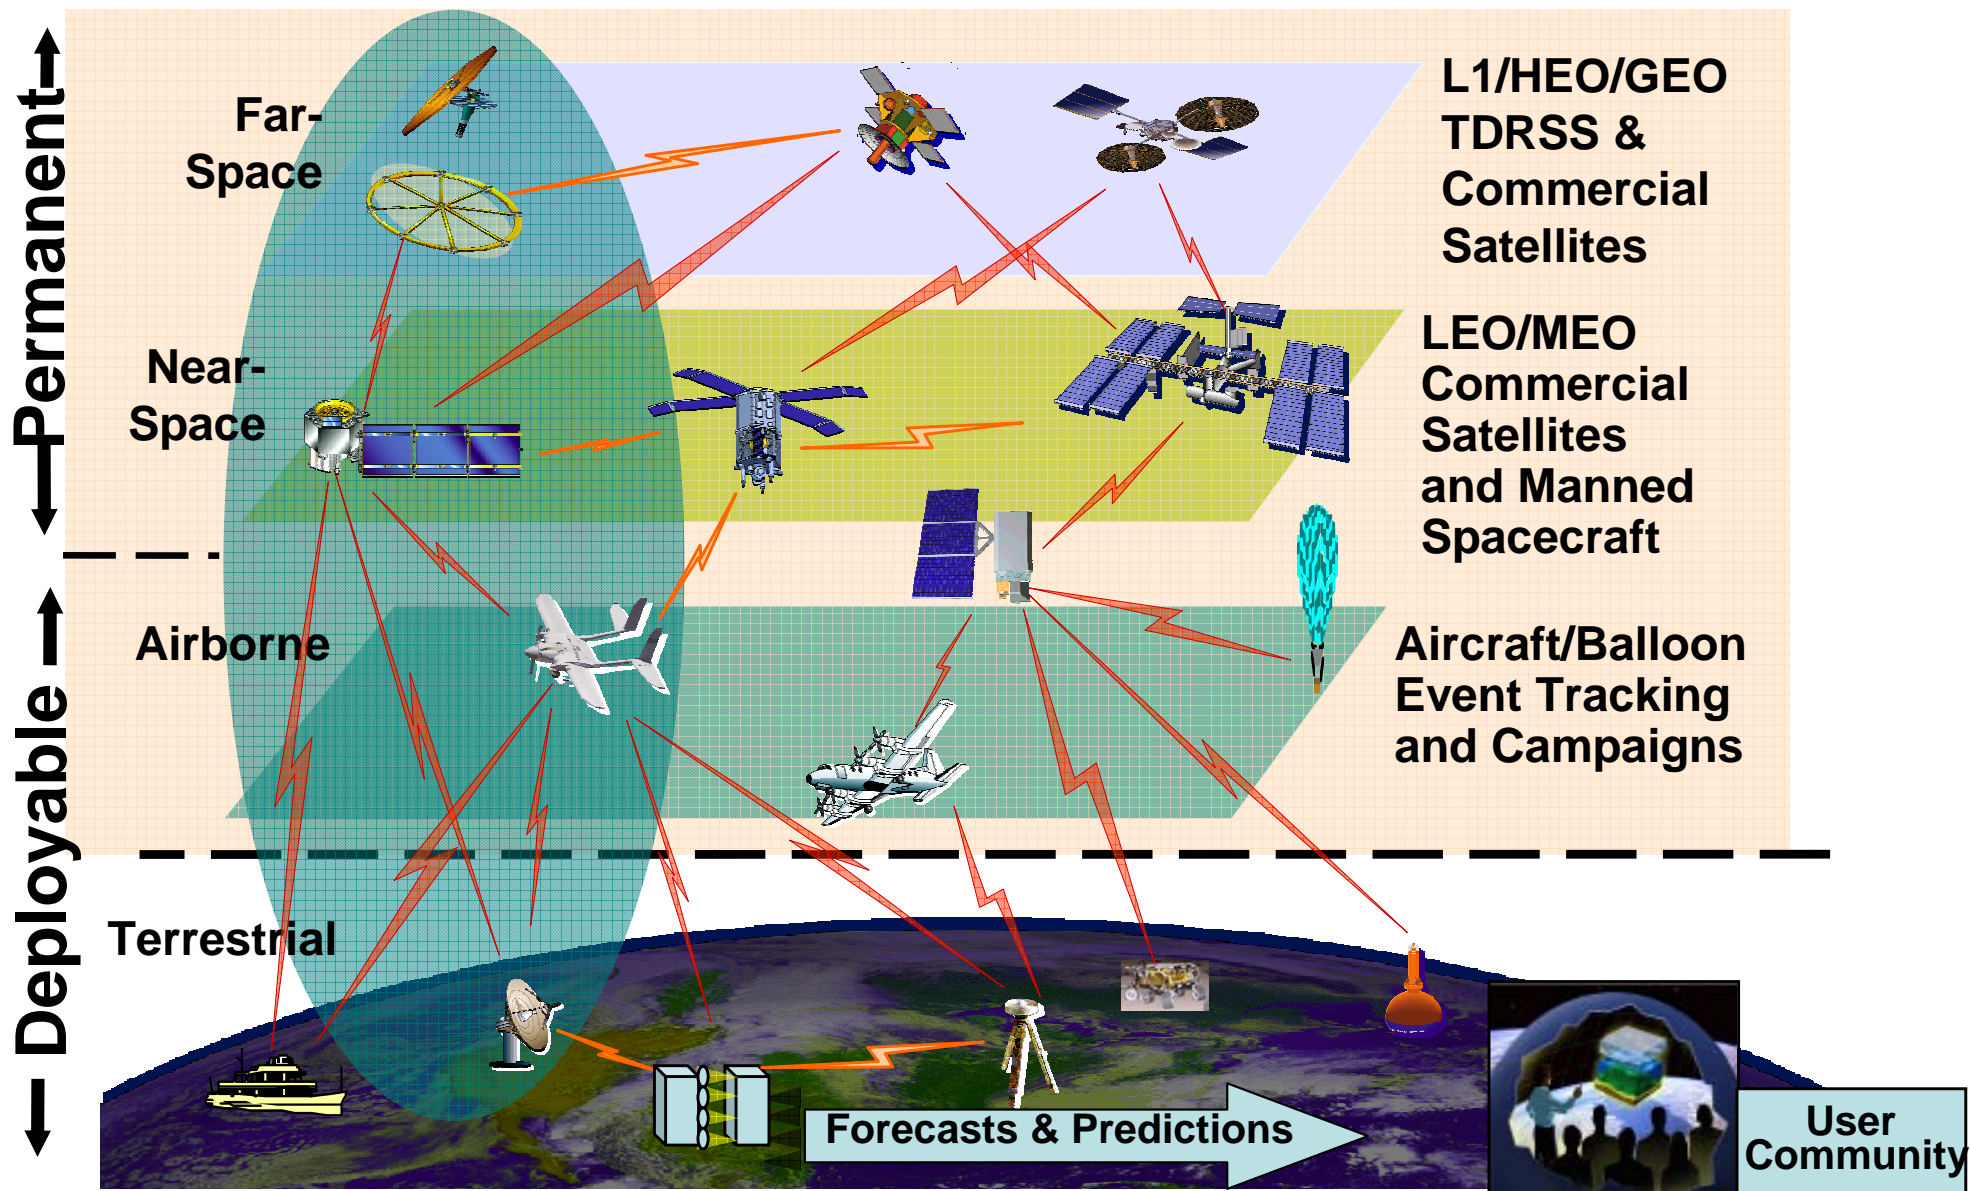 Permanent
Far-
Space
L1/HEO/GEO
TDRSS &
Commercial
Satellites
Near-
Space
LEO/MEO
Commercial
Satellites
and Manned
Spacecraft
Deployable
Airborne
Aircraft/Balloon
Event Tracking
and Campaigns
Terrestrial
Forecasts & Predictions
User
Community